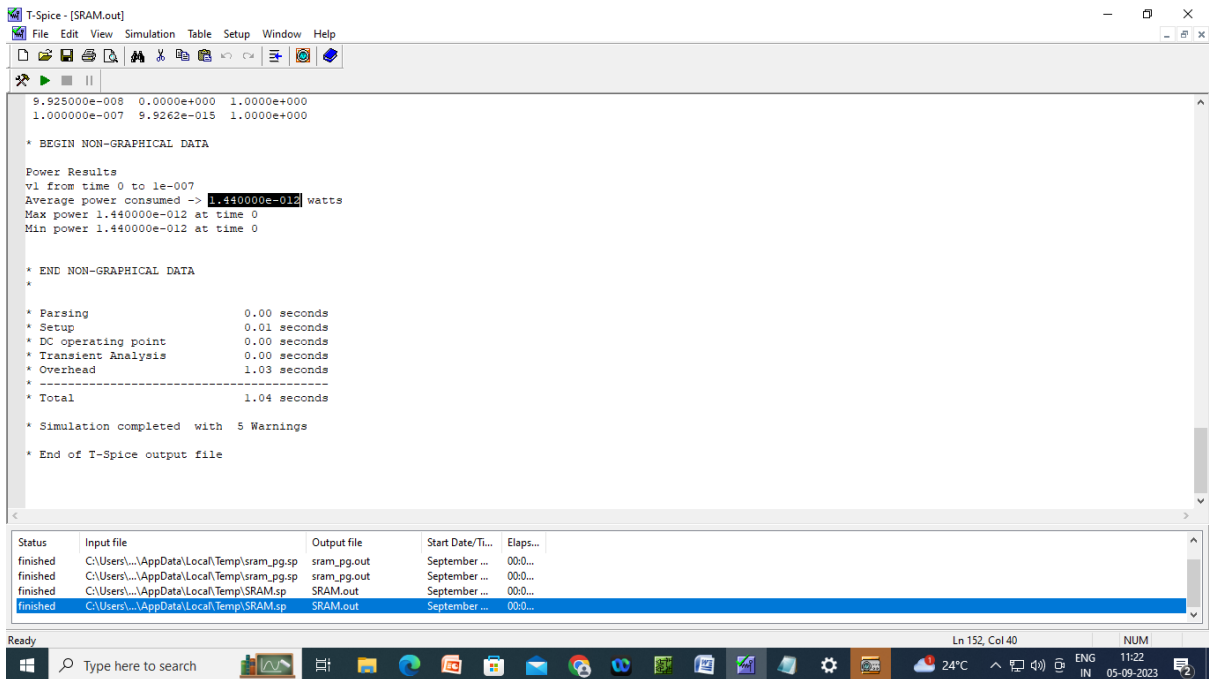 T-Spice - [SRAM.out]
File Edit View Simulation Table Setup Window Help
9.925000e-008 0.0000e+000 1.0000e+000
1.000000e-007 9.9262e-015 1.0000e+000
* BEGIN NON-GRAPHICAL DATA
Power Results
v1 from time 0 to 1e-007
Average power consumed -> 1.440000e-012 watts
Max power 1.440000e-012 at time 0
Min power 1.440000e-012 at time 0
* END NON-GRAPHICAL DATA
*
* Parsing 0.00 seconds
* Setup 0.01 seconds
* DC operating point 0.00 seconds
* Transient Analysis 0.00 seconds
* Overhead 1.03 seconds
* -----------------------------------------
* Total 1.04 seconds
* Simulation completed with 5 Warnings
* End of T-Spice output file
Status Input file Output file Start Date/Ti... Elaps...
finished C:\Users\...\AppData\Local\Temp\sram_pg.sp sram_pg.out September ... 00:0...
finished C:\Users\...\AppData\Local\Temp\sram_pg.sp sram_pg.out September ... 00:0...
finished C:\Users\...\AppData\Local\Temp\SRAM.sp SRAM.out September ... 00:0...
finished C:\Users\...\AppData\Local\Temp\SRAM.sp SRAM.out September ... 00:0...
Ready Ln 152, Col 40 NUM
Type here to search 1 24°C ENG IN 11:22 05-09-2023 2